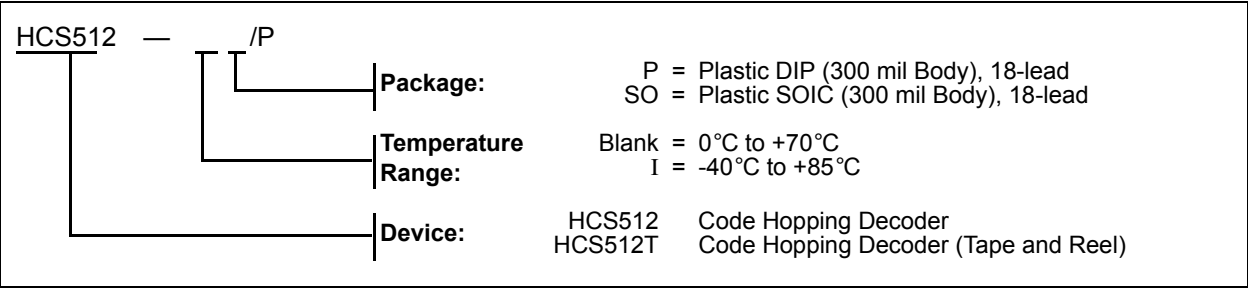 HCS512 — /P
Package: P = Plastic DIP (300 mil Body), 18-lead
SO = Plastic SOIC (300 mil Body), 18-lead
Temperature Blank = 0°C to +70°C
Range: I = -40°C to +85°C
Device: HCS512 Code Hopping Decoder
HCS512T Code Hopping Decoder (Tape and Reel)